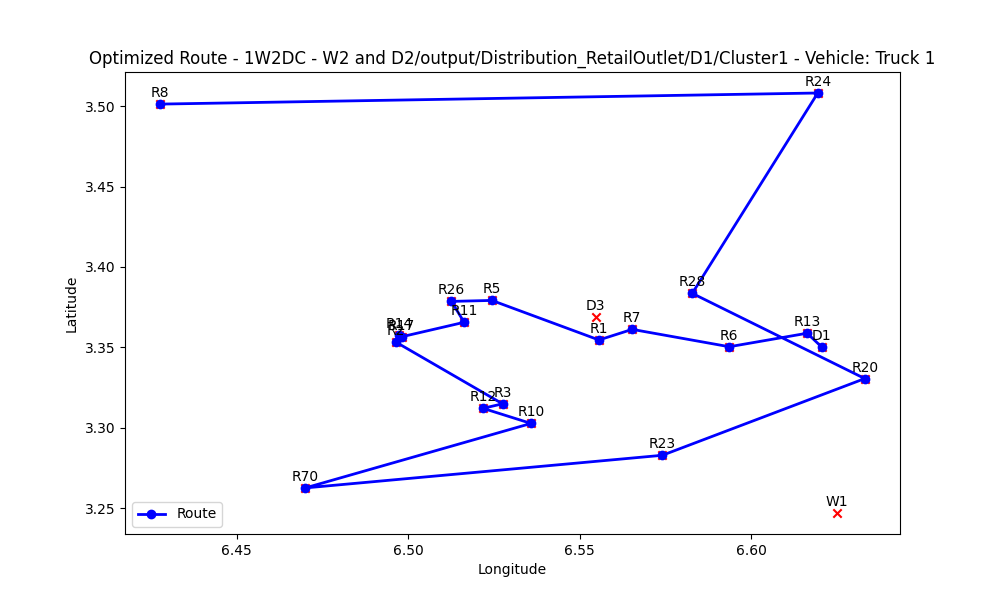 Optimized Route - 1W2DC - W2 and D2/output/Distribution_RetailOutlet/D1/Cluster1 - Vehicle: Truck 1
R8
R24
3.50
3.45
3.40
R28
R26
R5
D3
R11
R1
R7
R13
R14
R17
R6
D1
3.35
R20
R12
R3
R10
3.30
R23
R70
3.25
W1
Route
6.45
6.50
6.55
6.60
Latitude
Longitude